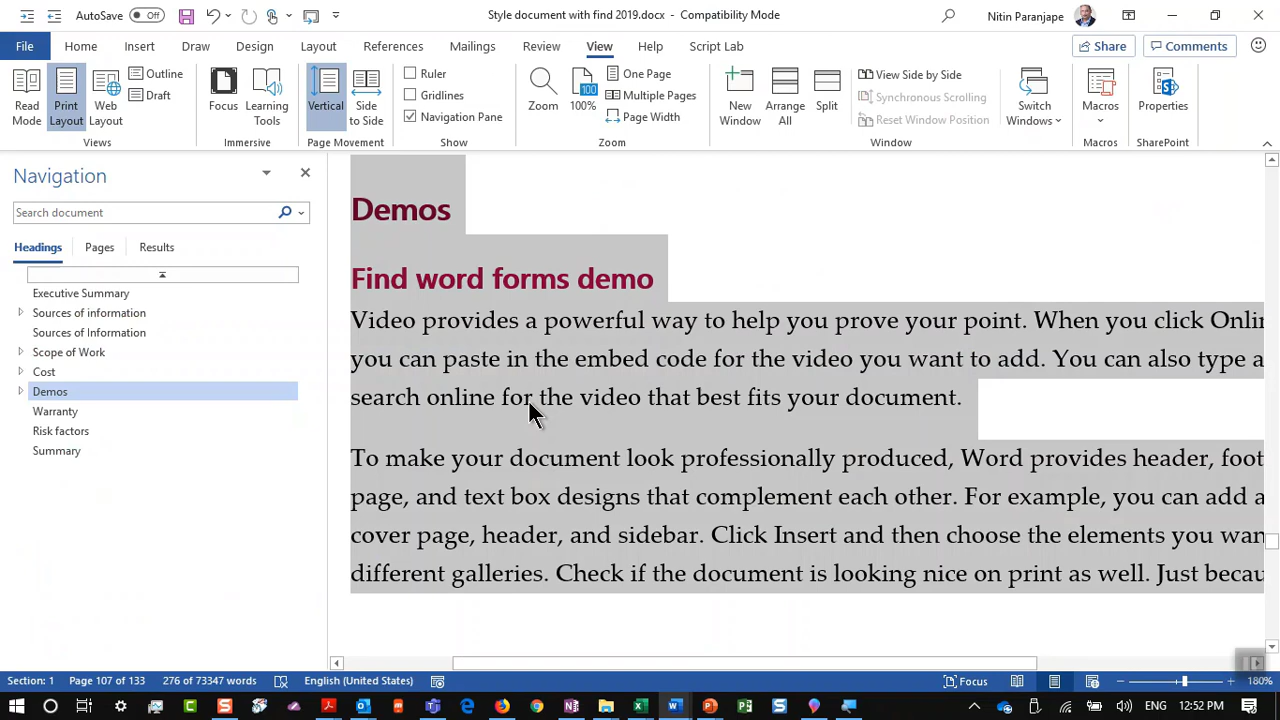 AutoSave Off Style document with find 2019.docx - Compatibility Mode Nitin Paranjape
File Home Insert Draw Design Layout References Mailings Review View Help Script Lab Share Comments
Read Mode
Print Layout
Web Layout
Outline
Draft
Views
Focus
Learning Tools
Immersive
Vertical
Side to Side
Page Movement
Ruler
Gridlines
Navigation Pane
Show
Zoom
100
100%
One Page
Multiple Pages
Page Width
Zoom
New Window
Arrange All
Split
View Side by Side
Synchronous Scrolling
Reset Window Position
Switch Windows
Window
Macros
Macros
Properties
SharePoint
Navigation
Search document
Headings Pages Results
Executive Summary
Sources of information
Sources of Information
Scope of Work
Cost
Demos
Warranty
Risk factors
Summary
Demos
Find word forms demo
Video provides a powerful way to help you prove your point. When you click Onlin
you can paste in the embed code for the video you want to add. You can also type a
search online for the video that best fits your document.
To make your document look professionally produced, Word provides header, foot
page, and text box designs that complement each other. For example, you can add a
cover page, header, and sidebar. Click Insert and then choose the elements you wan
different galleries. Check if the document is looking nice on print as well. Just becau
Section: 1 Page 107 of 133 276 of 73347 words English (United States) Focus 180%
ENG 12:52 PM